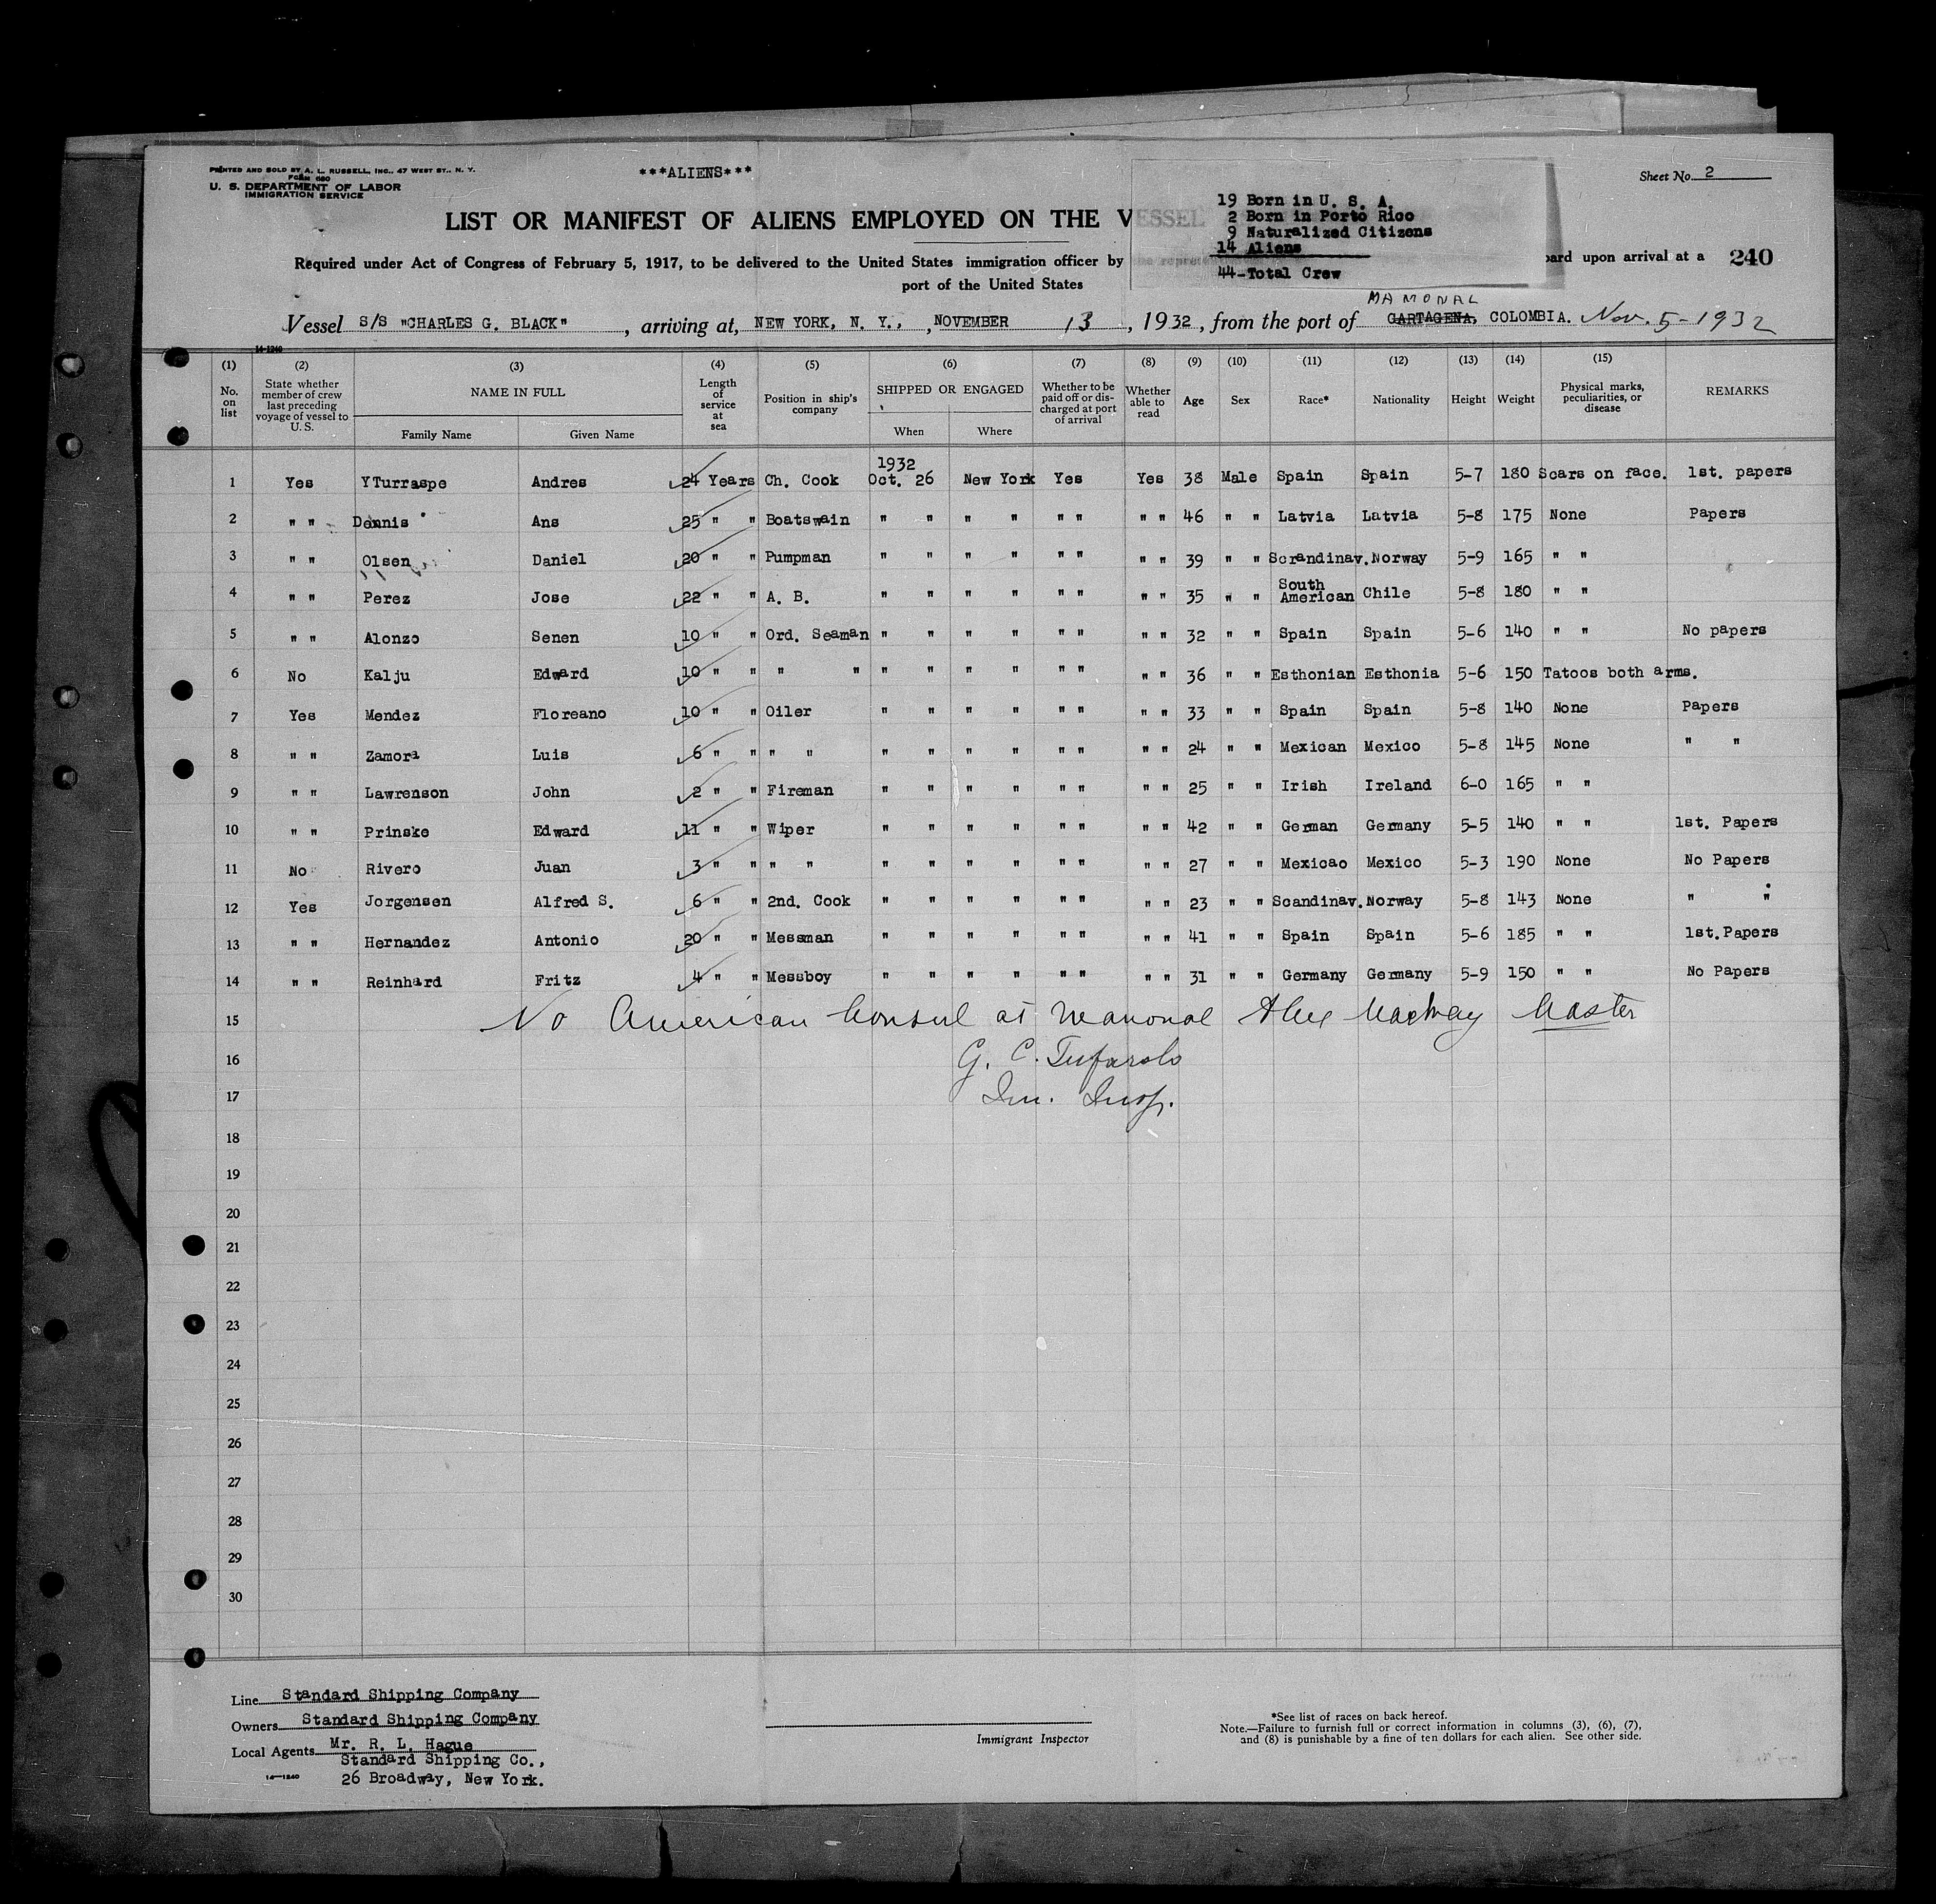 PRINTED AND SOLD BY A. L. RUSSELL, INC., 47 WEST ST., N. Y.
FORM 680
U. S. DEPARTMENT OF LABOR
IMMIGRATION SERVICE
***ALIENS***
Sheet No. 2
19 Born in U. S. A.
2 Born in Porto Rico
9 Naturalized Citizens
14 Aliens
44-Total Crew
LIST OR MANIFEST OF ALIENS EMPLOYED ON THE VESSEL
Required under Act of Congress of February 5, 1917, to be delivered to the United States immigration officer by the repre oard upon arrival at a 240
port of the United States
MAMONAL
Vessel S/S "CHARLES G. BLACK", arriving at, NEW YORK, N. Y., , NOVEMBER 13, 1932, from the port of CARTAGENA, COLOMBIA. Nov. 5-1932
14-1240
(1) (2) (3) (4) (5) (6) (7) (8) (9) (10) (11) (12) (13) (14) (15)
No. on list State whether member of crew last preceding voyage of vessel to U. S. NAME IN FULL Length of service at sea Position in ship's company SHIPPED OR ENGAGED Whether to be paid off or discharged at port of arrival Whether able to read Age Sex Race* Nationality Height Weight Physical marks, peculiarities, or disease REMARKS
Family Name Given Name When Where
1932
1 Yes YTurraspe Andres 24 Years Ch. Cook Oct. 26 New York Yes Yes 38 Male Spain Spain 5-7 180 Scars on face. 1st. papers
2 " " Dennis Ans 25 " " Boatswain " " " " " " " " 46 " " Latvia Latvia 5-8 175 None Papers
3 " " Olsen Daniel 20 " " Pumpman " " " " " " " " 39 " " Scrandinav. Norway 5-9 165 " "
4 " " Perez Jose 22 " " A. B. " " " " " " " " 35 " " South American Chile 5-8 180 " "
5 " " Alonzo Senen 10 " " Ord. Seaman " " " " " " " " 32 " " Spain Spain 5-6 140 " " No papers
6 No Kalju Edward 10 " " " " " " " " " " " " 36 " " Esthonian Esthonia 5-6 150 Tatoos both arms.
7 Yes Mendez Floreano 10 " " Oiler " " " " " " " " 33 " " Spain Spain 5-8 140 None Papers
8 " " Zamora Luis 6 " " " " " " " " " " " " 24 " " Mexican Mexico 5-8 145 None " "
9 " " Lawrenson John 2 " " Fireman " " " " " " " " 25 " " Irish Ireland 6-0 165 " "
10 " " Prinske Edward 11 " " Wiper " " " " " " " " 42 " " German Germany 5-5 140 " " 1st. Papers
11 No Rivero Juan 3 " " " " " " " " " " " " 27 " " Mexicao Mexico 5-3 190 None No Papers
12 Yes Jorgensen Alfred S. 6 " " 2nd. Cook " " " " " " " " 23 " " Scandinav. Norway 5-8 143 None " "
13 " " Hernandez Antonio 20 " " Messman " " " " " " " " 41 " " Spain Spain 5-6 185 " " 1st.Papers
14 " " Reinhard Fritz 4 " " Messboy " " " " " " " " 31 " " Germany Germany 5-9 150 " " No Papers
15 No American Consul at Mamonal Alex Mackay Master
16 G. C. Tufarolo
17 Im. Insp.
18
19
20
21
22
23
24
25
26
27
28
29
30
Line Standard Shipping Company
Owners Standard Shipping Company
Local Agents Mr. R. L. Hague
Standard Shipping Co.,
14-1240 26 Broadway, New York.
Immigrant Inspector
*See list of races on back hereof.
Note.—Failure to furnish full or correct information in columns (3), (6), (7),
and (8) is punishable by a fine of ten dollars for each alien. See other side.